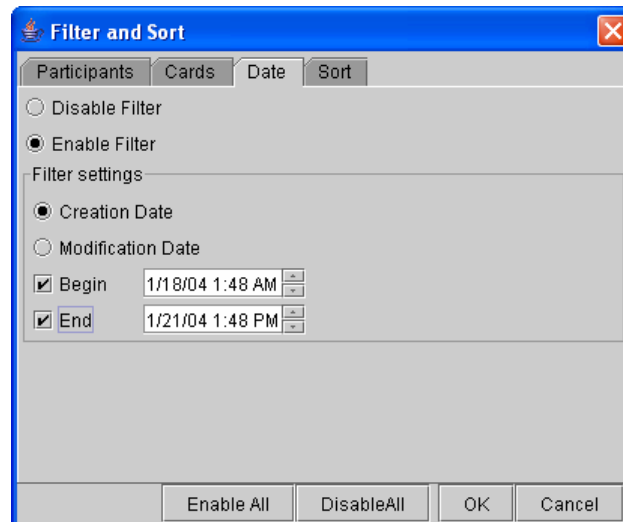 Filter and Sort
Participants Cards Date Sort
Disable Filter
Enable Filter
Filter settings
Creation Date
Modification Date
Begin 1/18/04 1:48 AM
End 1/21/04 1:48 PM
Enable All DisableAll OK Cancel